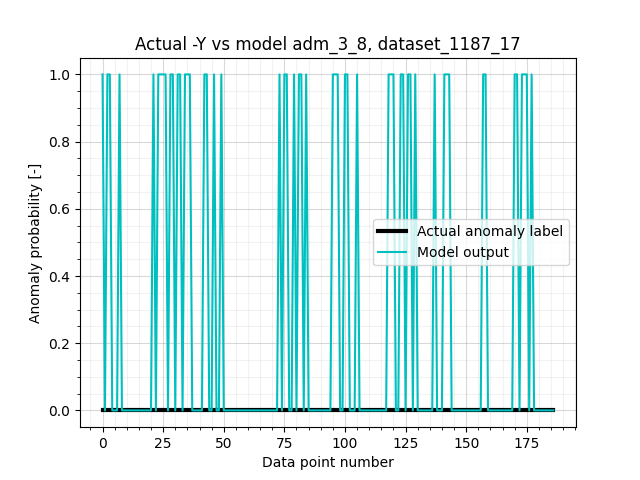 Actual -Y vs model adm_3_8, dataset_1187_17
1.0
0.8
0.6
0.4
0.2
0.0
Anomaly probability [-]
Actual anomaly label
Model output
0 25 50 75 100 125 150 175
Data point number